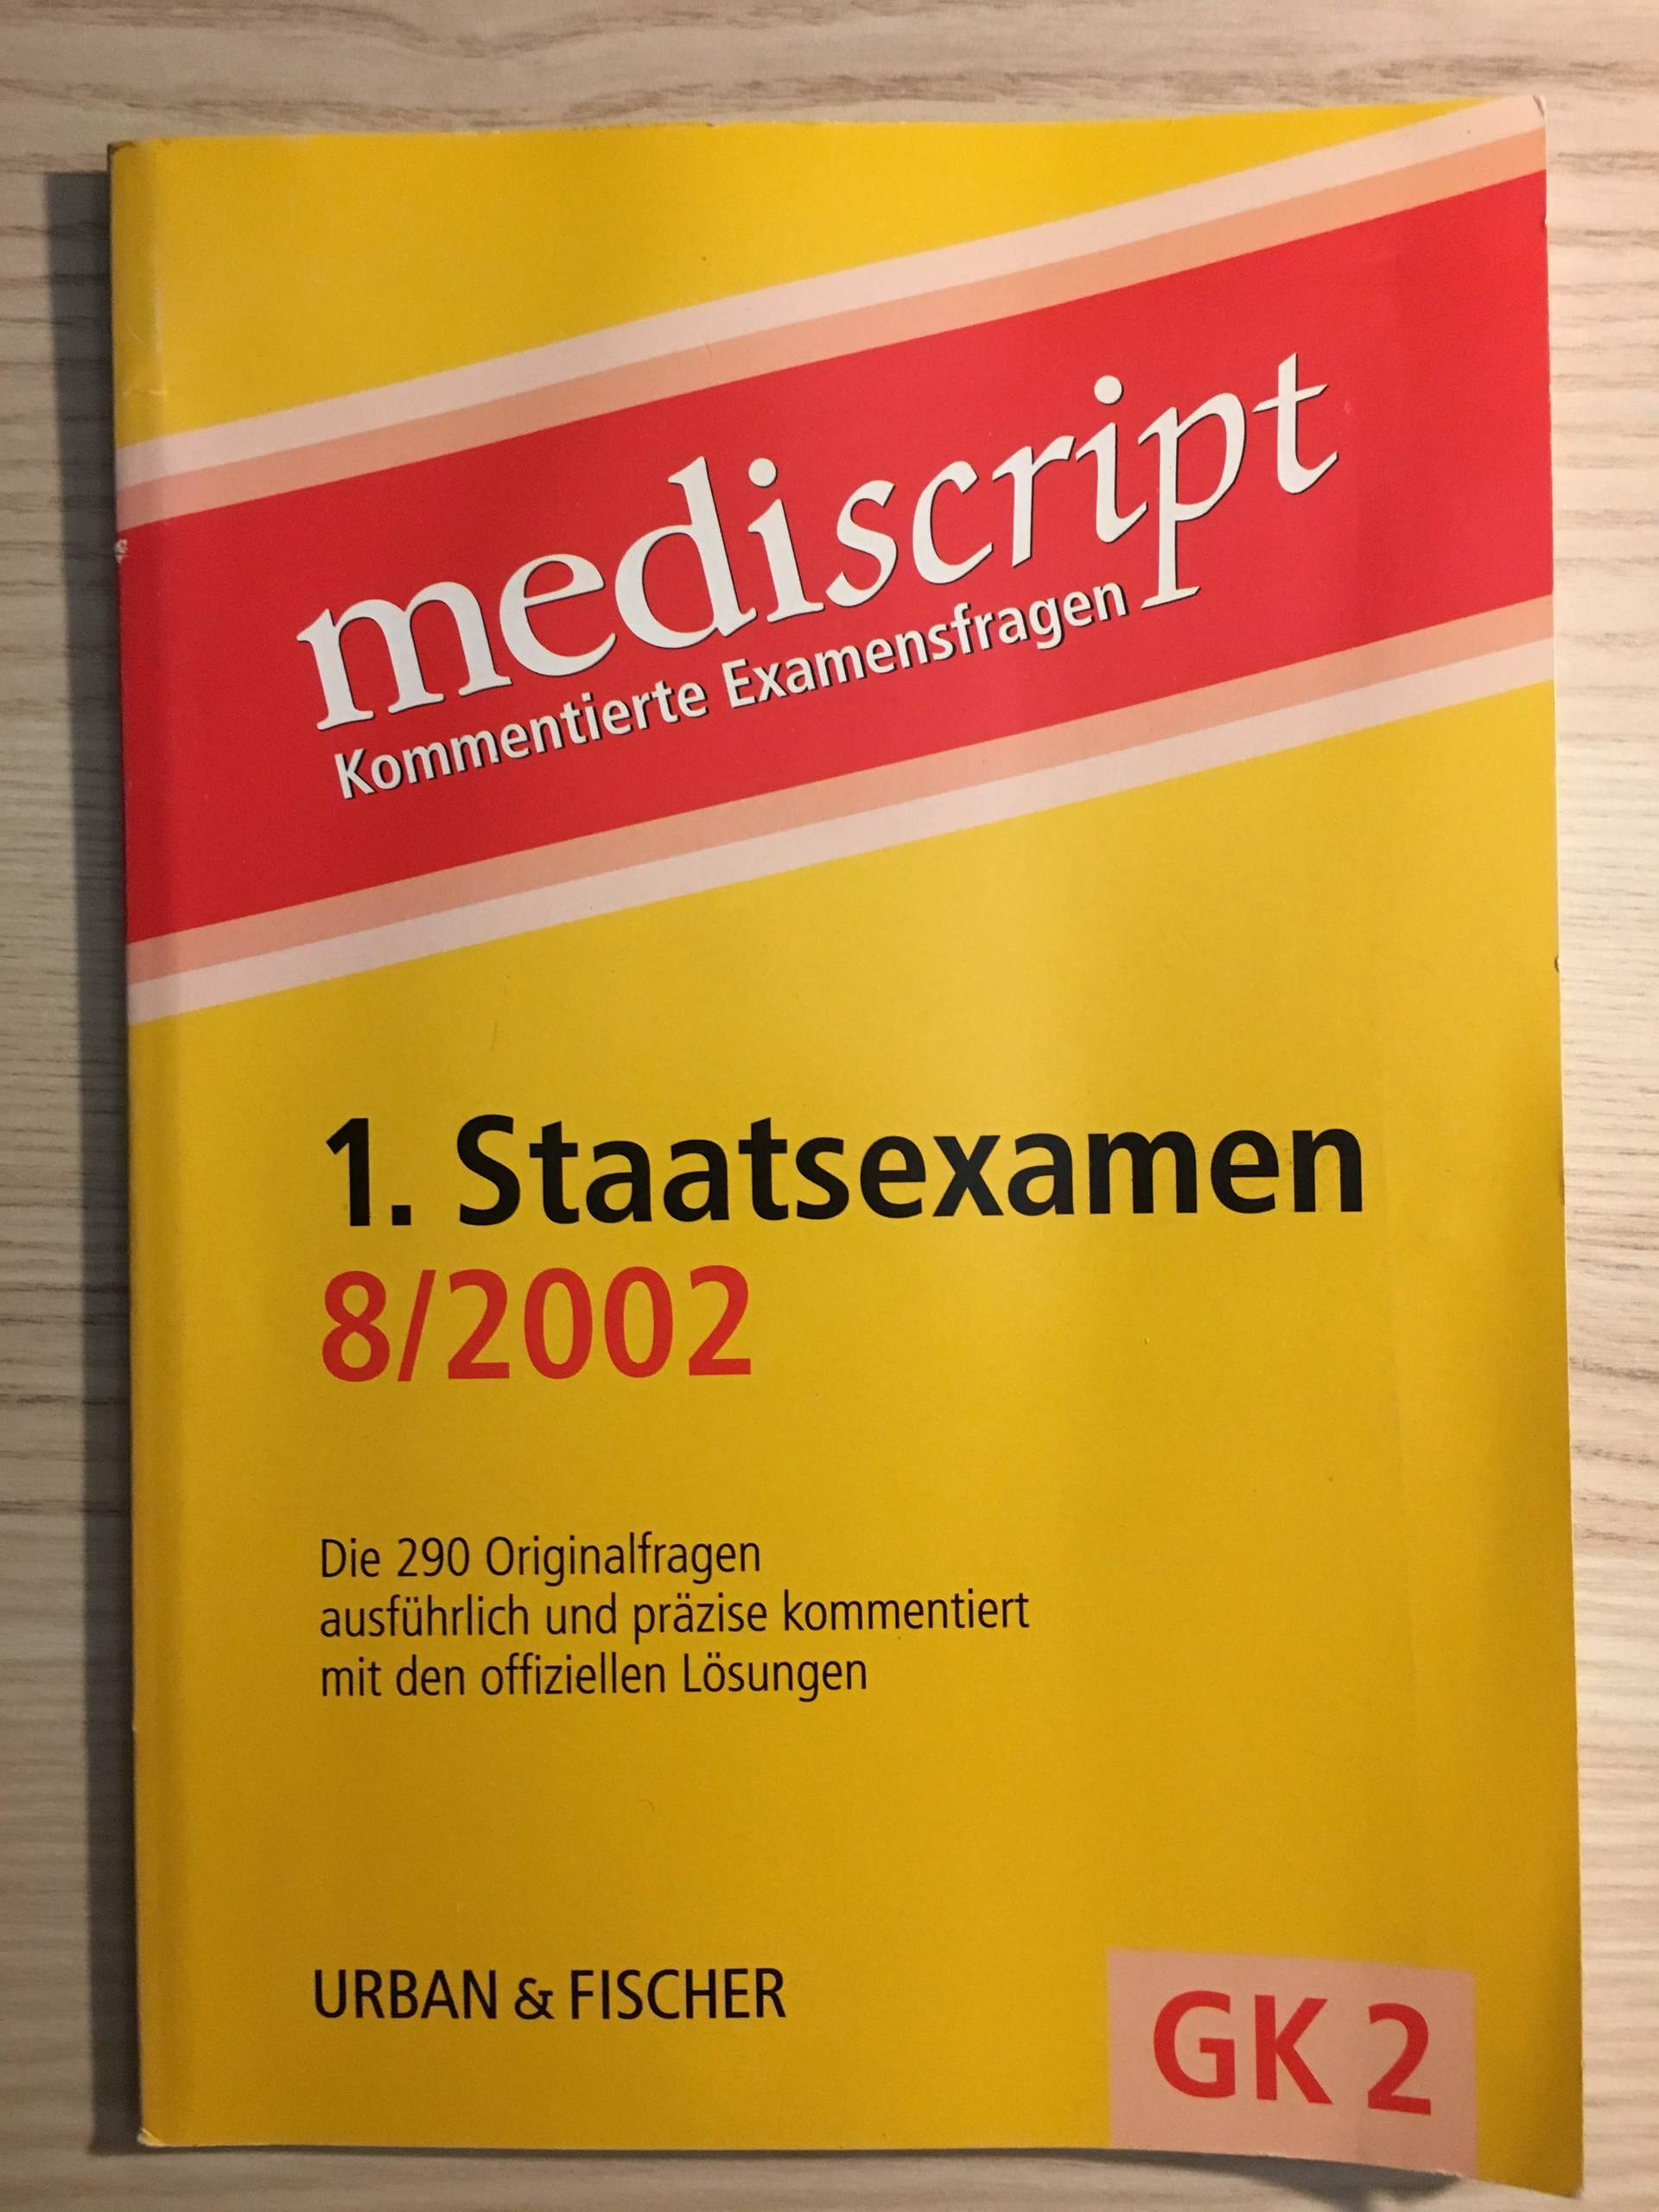 mediscript
Kommentierte Examensfragen
1. Staatsexamen
8/2002
Die 290 Originalfragen
ausführlich und präzise kommentiert
mit den offiziellen Lösungen
URBAN & FISCHER
GK 2